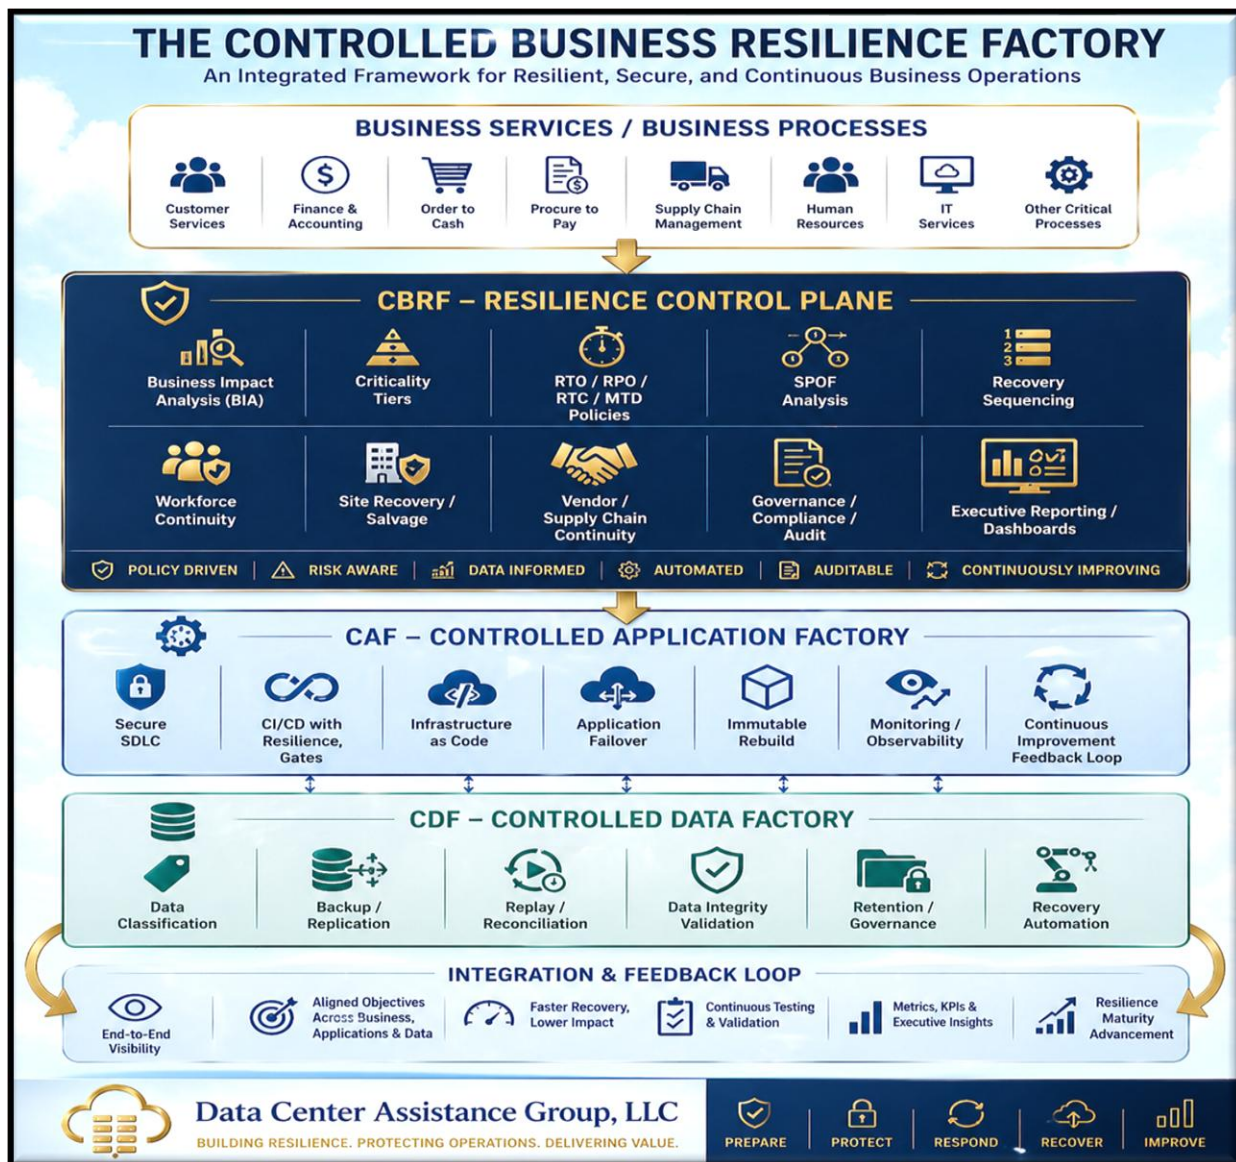 THE CONTROLLED BUSINESS RESILIENCE FACTORY
An Integrated Framework for Resilient, Secure, and Continuous Business Operations
BUSINESS SERVICES / BUSINESS PROCESSES
Customer
Services
$
Finance &
Accounting
Order to
Cash
$
Procure to
Pay
Supply Chain
Management
Human
Resources
IT
Services
Other Critical
Processes
CBRF – RESILIENCE CONTROL PLANE
Business Impact
Analysis (BIA)
Criticality
Tiers
RTO / RPO /
RTC / MTD
Policies
SPOF
Analysis
1
2
3
Recovery
Sequencing
Workforce
Continuity
Site Recovery /
Salvage
Vendor /
Supply Chain
Continuity
Governance /
Compliance /
Audit
Executive Reporting /
Dashboards
POLICY DRIVEN
RISK AWARE
DATA INFORMED
AUTOMATED
AUDITABLE
CONTINUOUSLY IMPROVING
CAF – CONTROLLED APPLICATION FACTORY
Secure
SDLC
CI/CD with
Resilience,
Gates
</>
Infrastructure
as Code
Application
Failover
Immutable
Rebuild
Monitoring /
Observability
Continuous
Improvement
Feedback Loop
CDF – CONTROLLED DATA FACTORY
Data
Classification
Backup /
Replication
Replay /
Reconciliation
Data Integrity
Validation
Retention /
Governance
Recovery
Automation
INTEGRATION & FEEDBACK LOOP
End-to-End
Visibility
Aligned Objectives
Across Business,
Applications & Data
Faster Recovery,
Lower Impact
Continuous Testing
& Validation
Metrics, KPIs &
Executive Insights
Resilience
Maturity
Advancement
Data Center Assistance Group, LLC
BUILDING RESILIENCE. PROTECTING OPERATIONS. DELIVERING VALUE.
PREPARE
PROTECT
RESPOND
RECOVER
IMPROVE